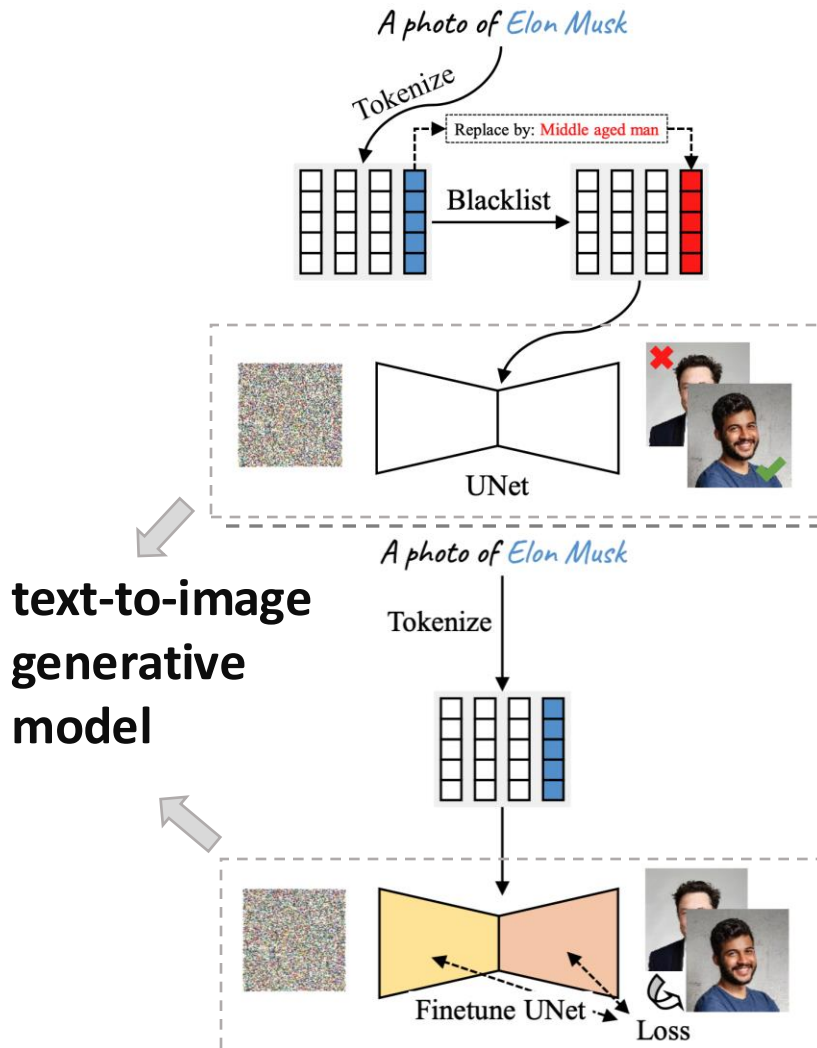 A photo of Elon Musk
Tokenize
Replace by: Middle aged man
Blacklist
UNet
text-to-image
generative
model
A photo of Elon Musk
Tokenize
Finetune UNet
Loss